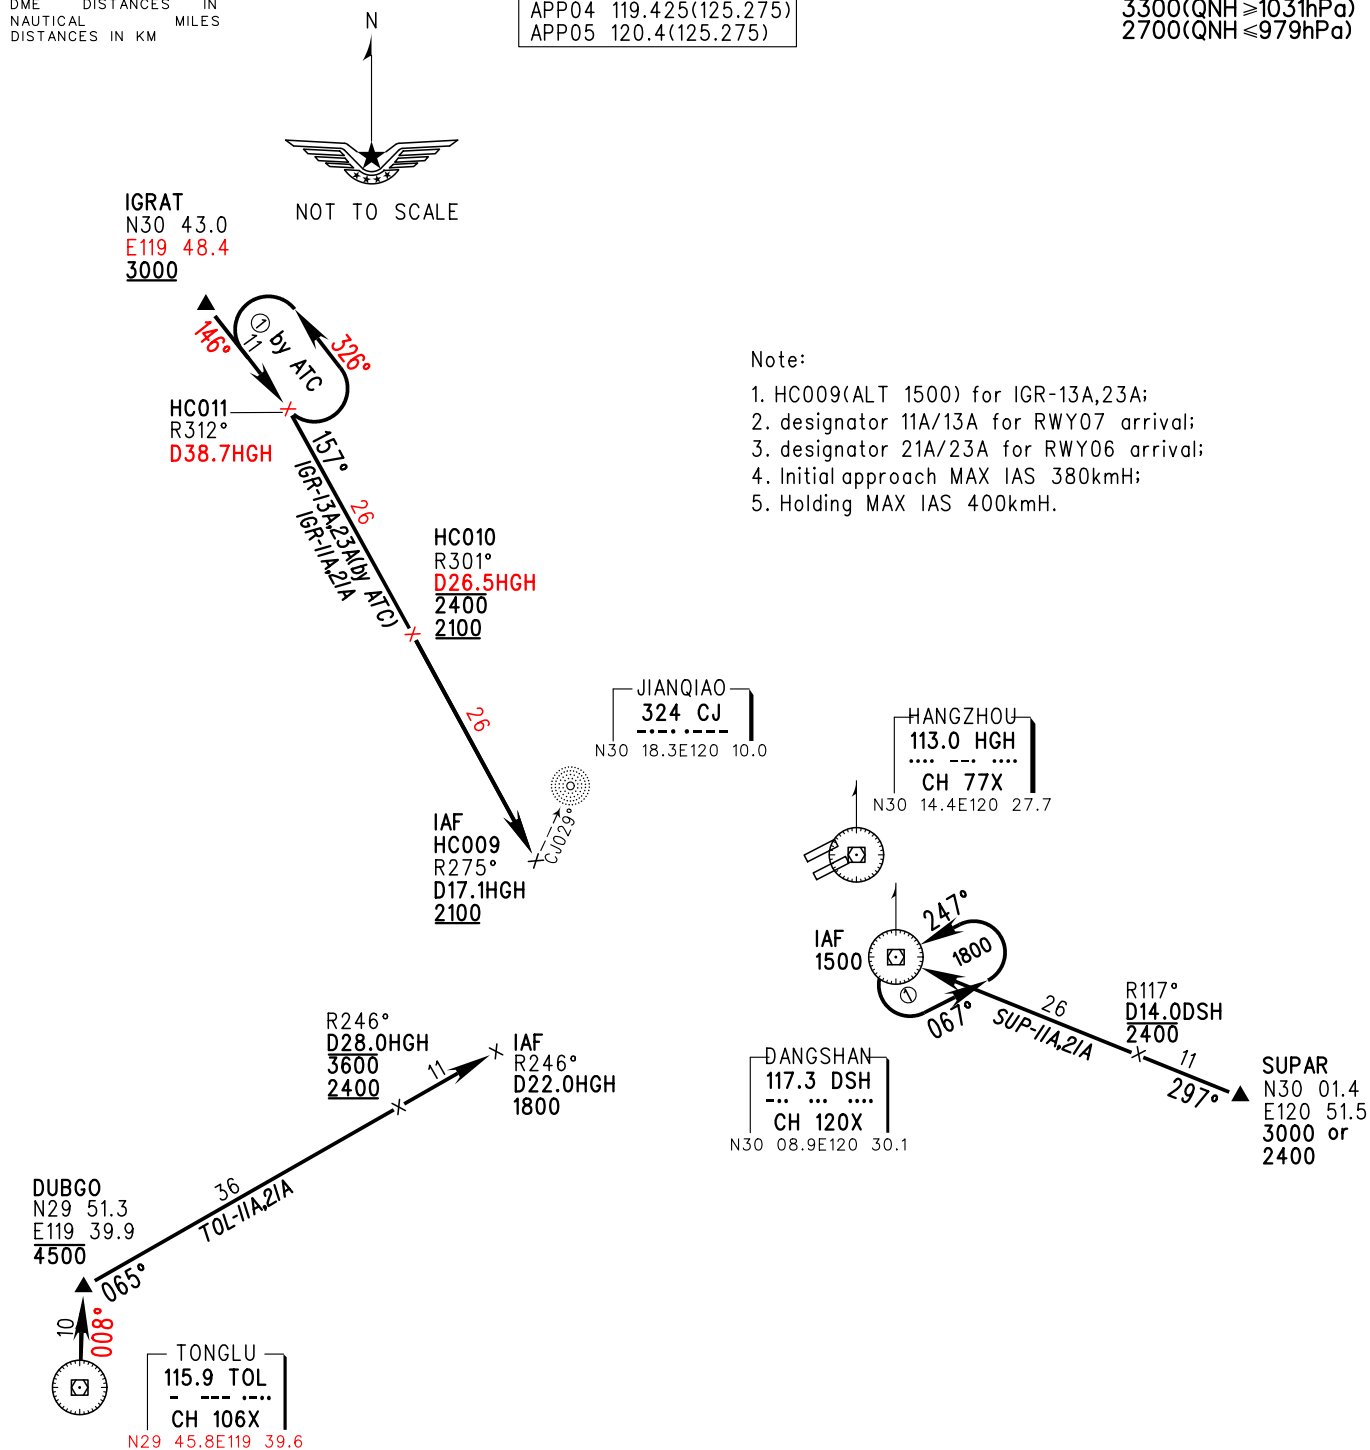 DME DISTANCES IN
NAUTICAL MILES
DISTANCES IN KM
APP04 119.425(125.275)
APP05 120.4(125.275)
3300(QNH≥1031hPa)
2700(QNH≤979hPa)
N
NOT TO SCALE
IGRAT
N30 43.0
E119 48.4
3000
146°
11
① by ATC
326°
HC011
R312°
D38.7HGH
157°
26
IGR-13A,23A(by ATC)
IGR-11A,21A
Note:
1. HC009(ALT 1500) for IGR-13A,23A;
2. designator 11A/13A for RWY07 arrival;
3. designator 21A/23A for RWY06 arrival;
4. Initial approach MAX IAS 380kmH;
5. Holding MAX IAS 400kmH.
HC010
R301°
D26.5HGH
2400
2100
26
JIANQIAO
324 CJ
-·-· ·---
N30 18.3E120 10.0
HANGZHOU
113.0 HGH
···· --· ····
CH 77X
N30 14.4E120 27.7
IAF
HC009
R275°
D17.1HGH
2100
CJ029°
IAF
1500
247°
1800
①
067°
26
SUP-11A,21A
R117°
D14.0DSH
2400
11
297°
SUPAR
N30 01.4
E120 51.5
3000 or
2400
DANGSHAN
117.3 DSH
-·· ··· ····
CH 120X
N30 08.9E120 30.1
R246°
D28.0HGH
3600
2400
11
IAF
R246°
D22.0HGH
1800
36
TOL-11A,21A
DUBGO
N29 51.3
E119 39.9
4500
065°
10
008°
TONGLU
115.9 TOL
- --- ·-··
CH 106X
N29 45.8E119 39.6